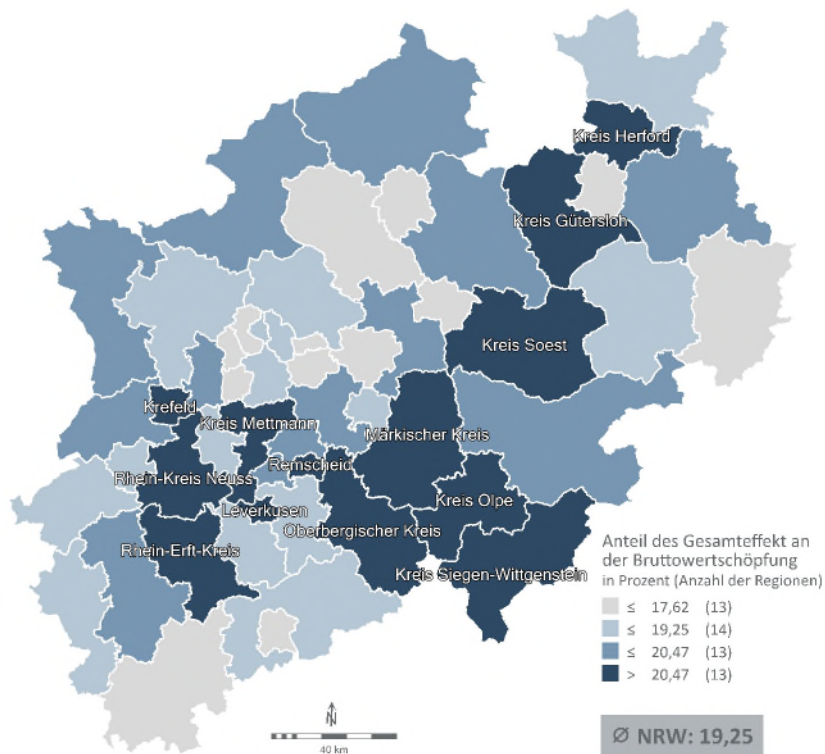 Kreis Herford
Kreis Gütersloh
Kreis Soest
Krefeld
Kreis Mettmann
Märkischer Kreis
Rhein-Kreis Neuss
Remscheid
Kreis Olpe
Leverkusen
Oberbergischer Kreis
Rhein-Erft-Kreis
Kreis Siegen-Wittgenstein
Anteil des Gesamteffekt an
der Bruttowertschöpfung
in Prozent (Anzahl der Regionen)
≤ 17,62 (13)
≤ 19,25 (14)
≤ 20,47 (13)
> 20,47 (13)
N
40 km
Ø NRW: 19,25